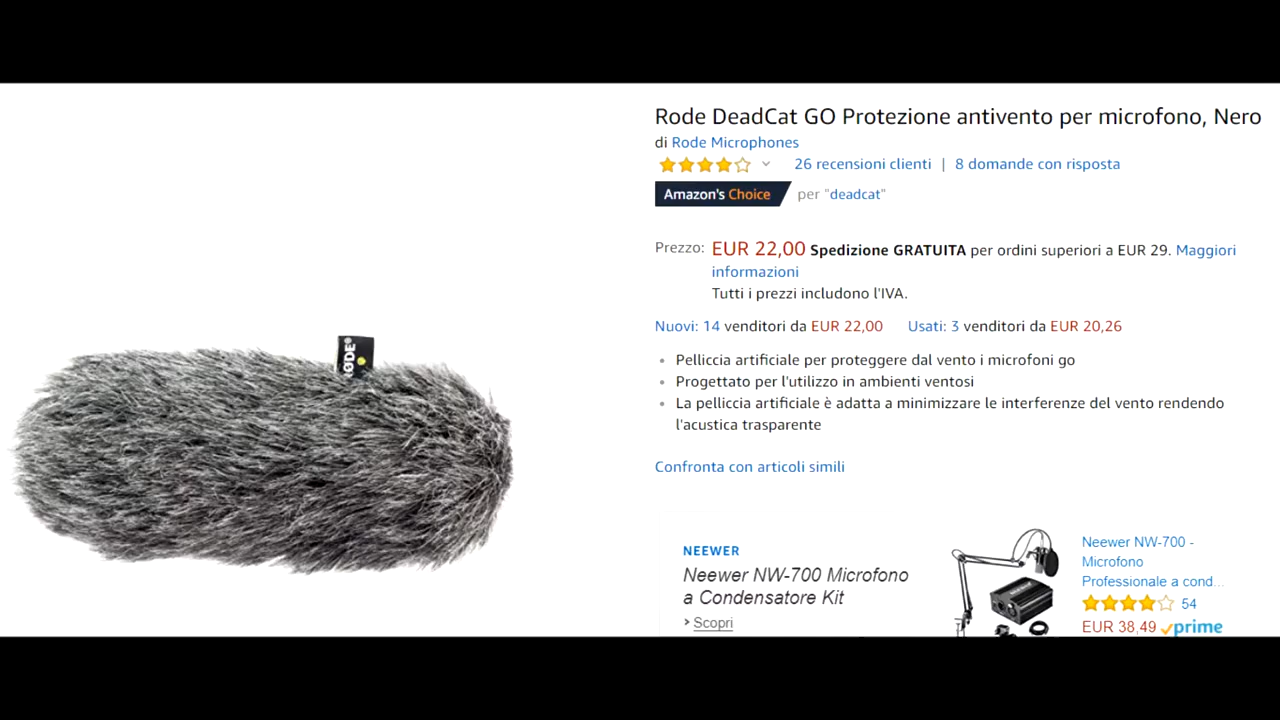 Rode DeadCat GO Protezione antivento per microfono, Nero
di Rode Microphones
26 recensioni clienti | 8 domande con risposta
Amazon's Choice per "deadcat"
Prezzo: EUR 22,00 Spedizione GRATUITA per ordini superiori a EUR 29. Maggiori
informazioni
Tutti i prezzi includono l'IVA.
Nuovi: 14 venditori da EUR 22,00 Usati: 3 venditori da EUR 20,26
• Pelliccia artificiale per proteggere dal vento i microfoni go
• Progettato per l'utilizzo in ambienti ventosi
• La pelliccia artificiale è adatta a minimizzare le interferenze del vento rendendo
l'acustica trasparente
Confronta con articoli simili
RØDE®
NEEWER
Neewer NW-700 Microfono
a Condensatore Kit
› Scopri
Neewer NW-700 -
Microfono
Professionale a cond...
54
EUR 38,49 prime